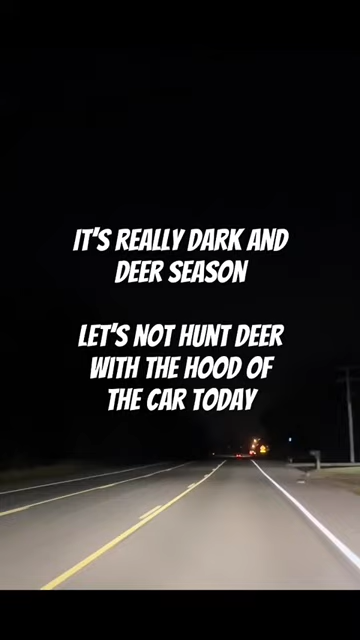 IT'S REALLY DARK AND
DEER SEASON
LET'S NOT HUNT DEER
WITH THE HOOD OF
THE CAR TODAY